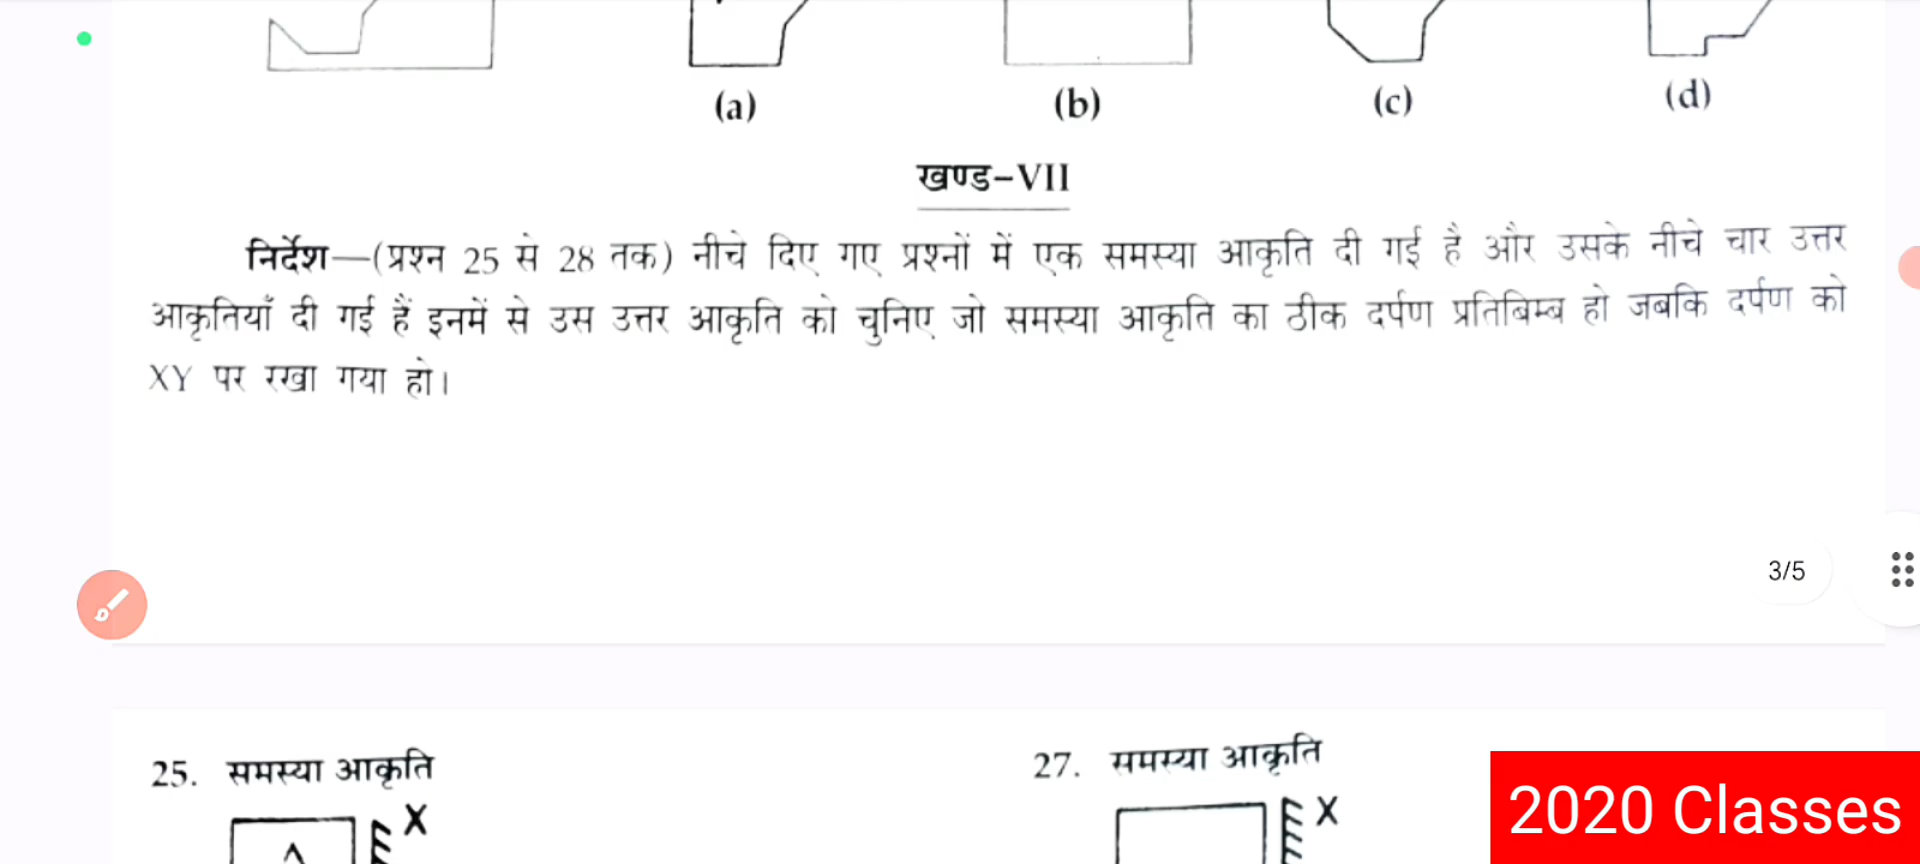 (a) (b) (c) (d)
खण्ड–VII
निर्देश—(प्रश्न 25 से 28 तक) नीचे दिए गए प्रश्नों में एक समस्या आकृति दी गई है और उसके नीचे चार उत्तर
आकृतियाँ दी गई हैं इनमें से उस उत्तर आकृति को चुनिए जो समस्या आकृति का ठीक दर्पण प्रतिबिम्ब हो जबकि दर्पण को
XY पर रखा गया हो।
3/5
25. समस्या आकृति
27. समस्या आकृति
X
X
2020 Classes